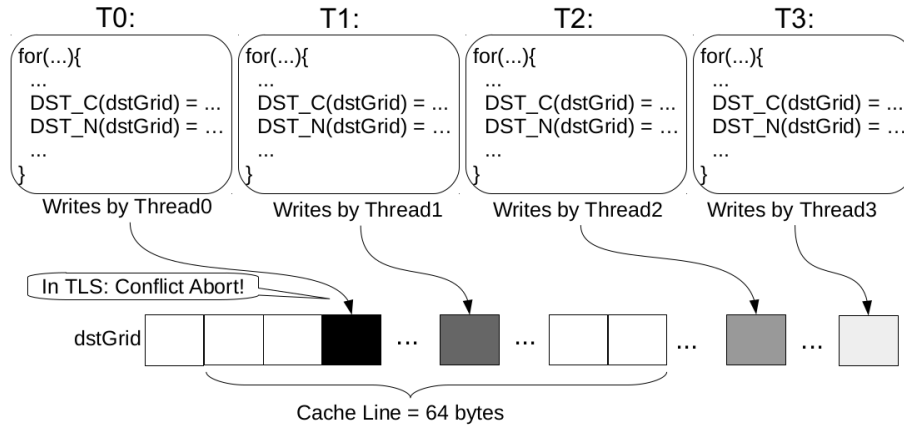 T0: T1: T2: T3:
for(...){ for(...){ for(...){ for(...){
... ... ... ...
DST_C(dstGrid) = ... DST_C(dstGrid) = ... DST_C(dstGrid) = ... DST_C(dstGrid) = ...
DST_N(dstGrid) = ... DST_N(dstGrid) = ... DST_N(dstGrid) = ... DST_N(dstGrid) = ...
... ... ... ...
} } } }
Writes by Thread0 Writes by Thread1 Writes by Thread2 Writes by Thread3
In TLS: Conflict Abort!
dstGrid ... ... ... ...
Cache Line = 64 bytes